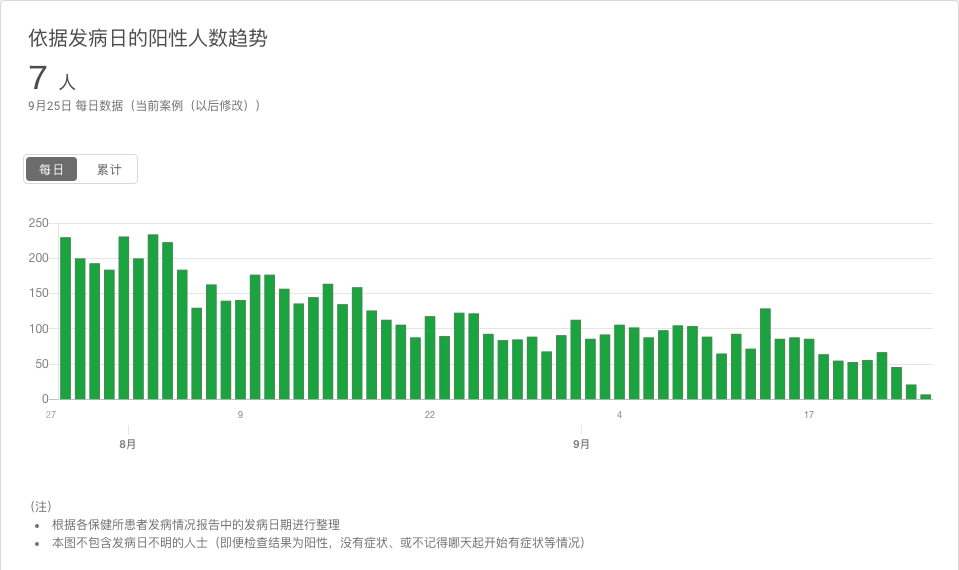 依据发病日的阳性人数趋势
7 人
9月25日 每日数据（当前案例（以后修改））
每日 累计
250
200
150
100
50
0
27 9 22 4 17
8月 9月
（注）
• 根据各保健所患者发病情况报告中的发病日期进行整理
• 本图不包含发病日不明的人士（即便检查结果为阳性，没有症状、或不记得哪天起开始有症状等情况）